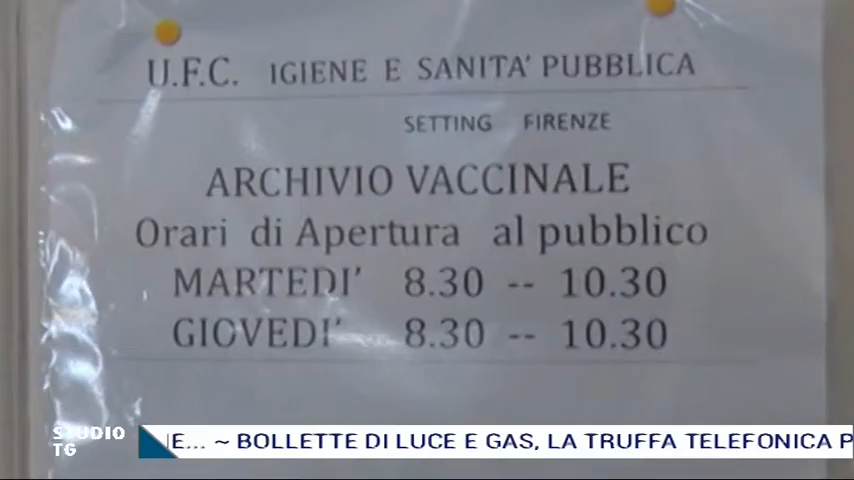 U.F.C. IGIENE E SANITA' PUBBLICA
SETTING FIRENZE
ARCHIVIO VACCINALE
Orari di Apertura al pubblico
MARTEDI' 8.30 -- 10.30
GIOVEDI' 8.30 -- 10.30
STUDIO
TG
E... ~ BOLLETTE DI LUCE E GAS, LA TRUFFA TELEFONICA P